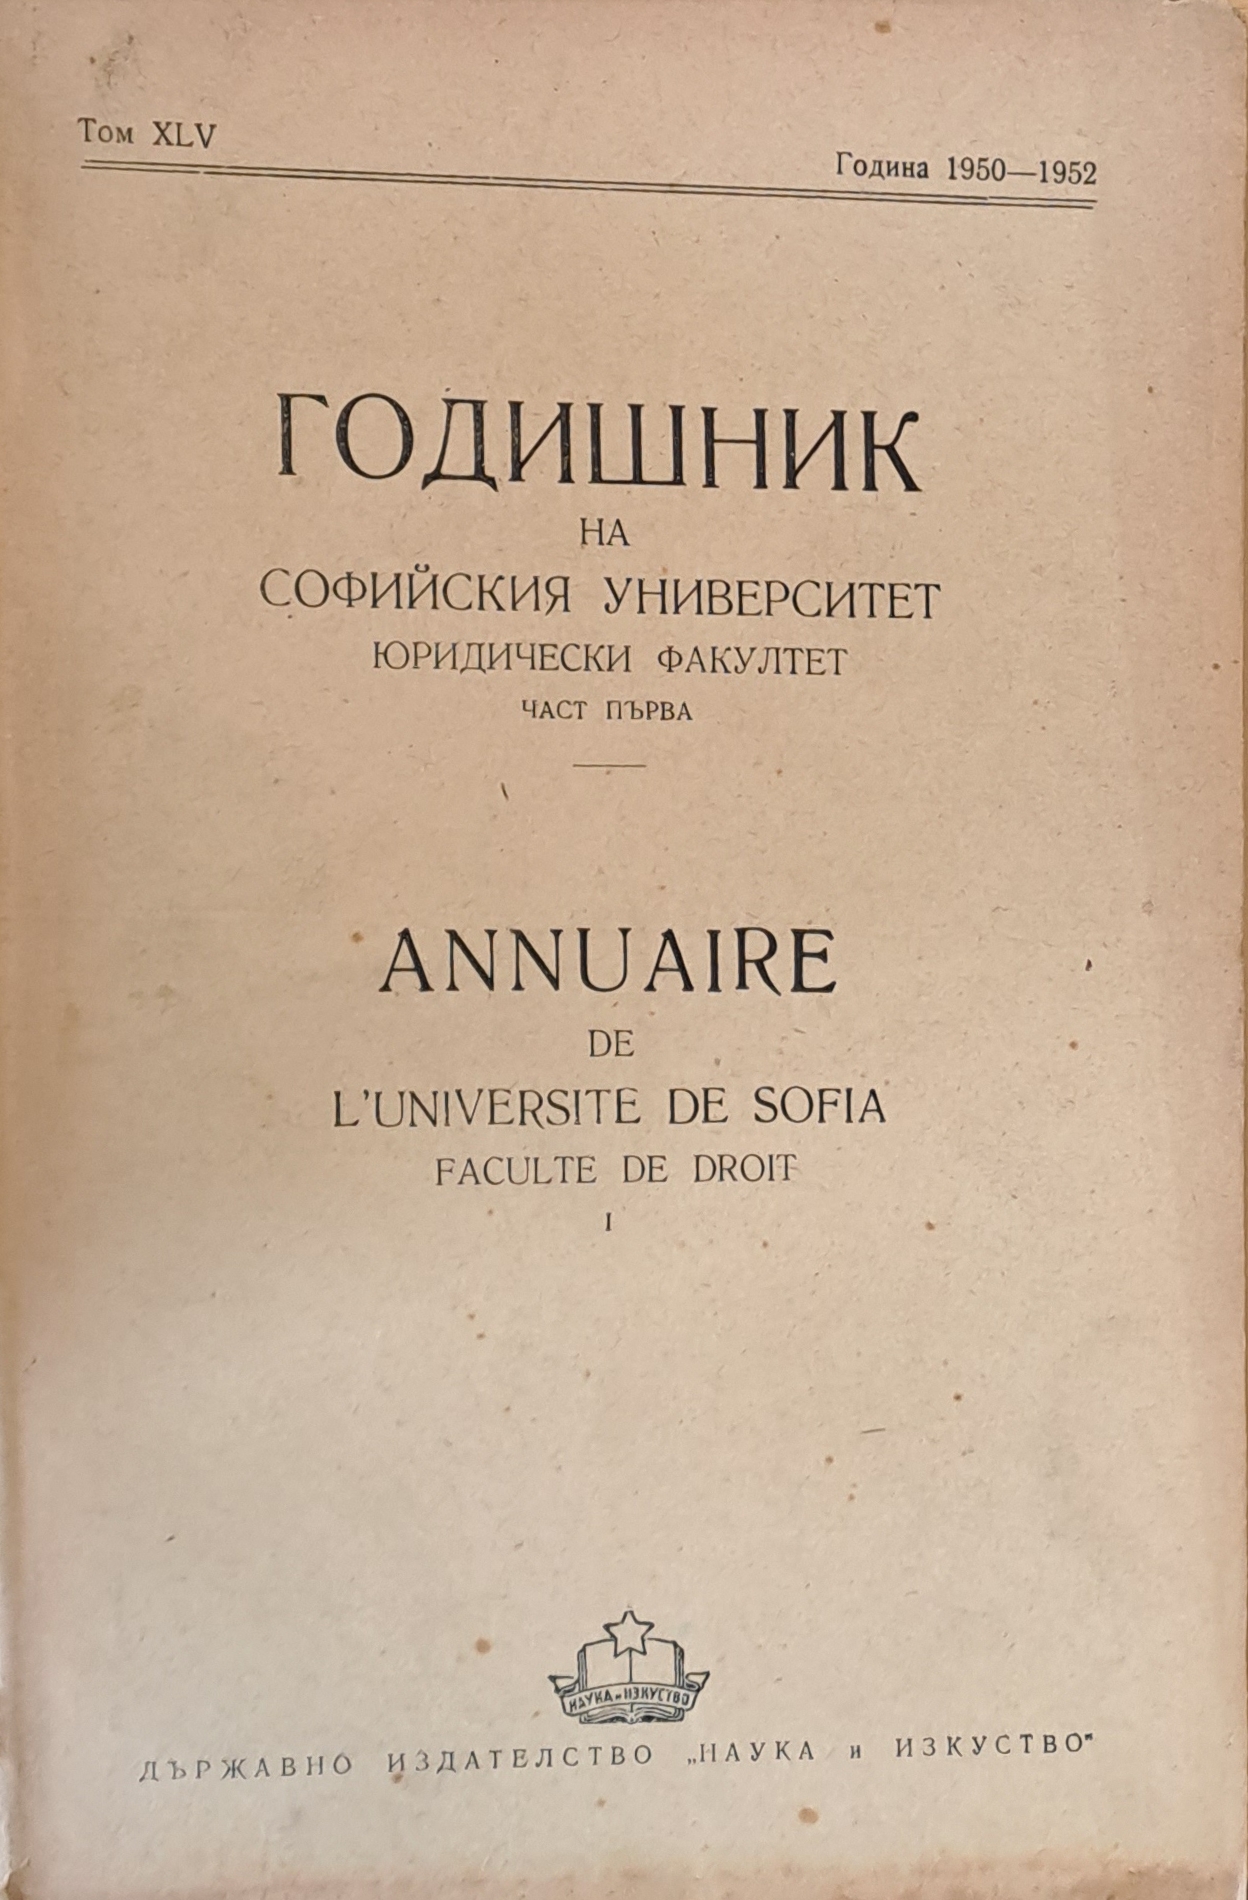 Том XLV
Година 1950—1952
ГОДИШНИК
НА
СОФИЙСКИЯ УНИВЕРСИТЕТ
ЮРИДИЧЕСКИ ФАКУЛТЕТ
ЧАСТ ПЪРВА
ANNUAIRE
DE
L'UNIVERSITE DE SOFIA
FACULTE DE DROIT
I
НАУКА и ИЗКУСТВО
ДЪРЖАВНО ИЗДАТЕЛСТВО „НАУКА и ИЗКУСТВО"